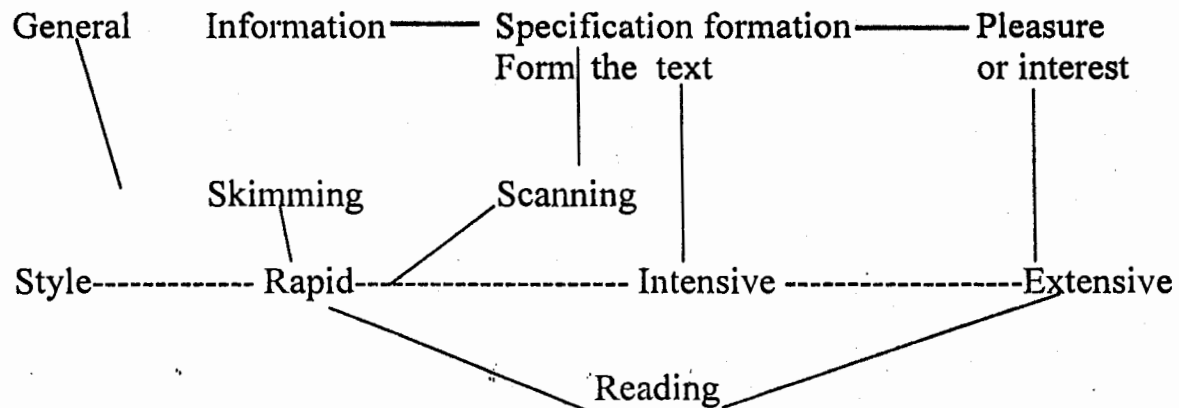 General Information Specification formation Pleasure
Form the text or interest
Skimming Scanning
Style Rapid Intensive Extensive
Reading